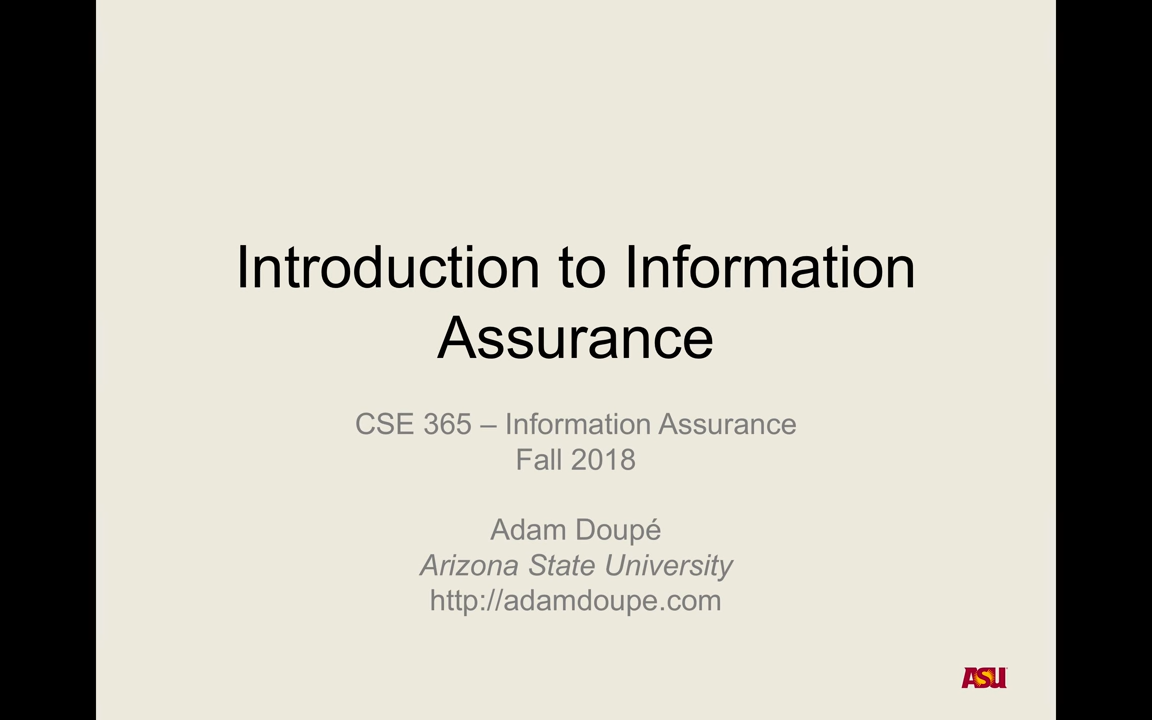 Introduction to Information
Assurance
CSE 365 – Information Assurance
Fall 2018
Adam Doupé
Arizona State University
http://adamdoupe.com
ASU